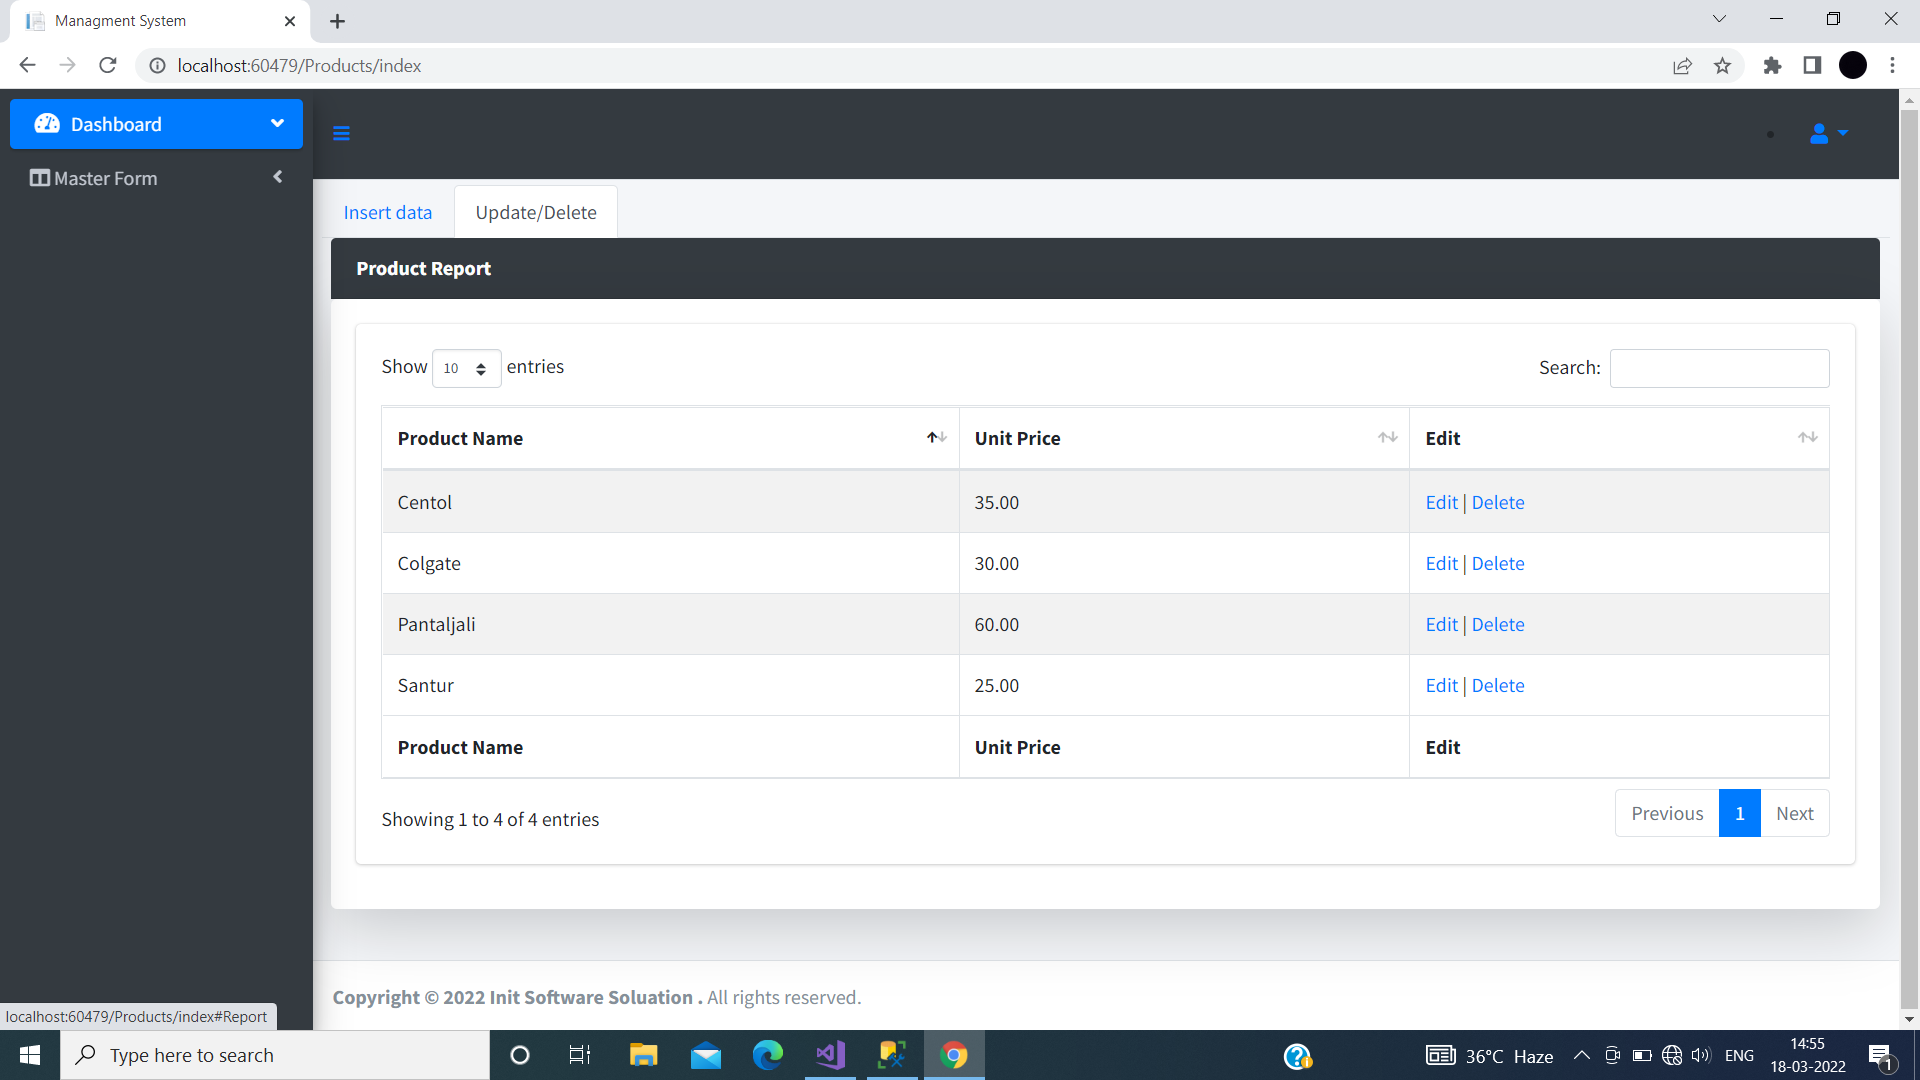 Managment System
localhost:60479/Products/index
Dashboard
Master Form
Insert data
Update/Delete
Product Report
Show 10 entries
Search:
Product Name Unit Price Edit
Centol 35.00 Edit | Delete
Colgate 30.00 Edit | Delete
Pantaljali 60.00 Edit | Delete
Santur 25.00 Edit | Delete
Product Name Unit Price Edit
Showing 1 to 4 of 4 entries
Previous 1 Next
Copyright © 2022 Init Software Soluation . All rights reserved.
localhost:60479/Products/index#Report
Type here to search
36°C Haze
ENG
14:55
18-03-2022
1